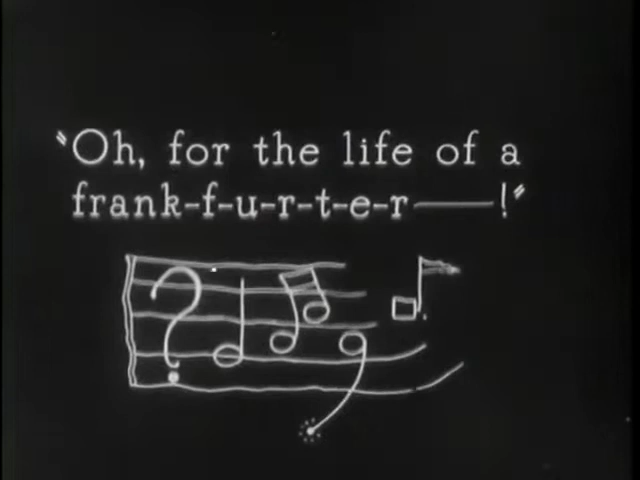 "Oh, for the life of a
frank-f-u-r-t-e-r——!"
?